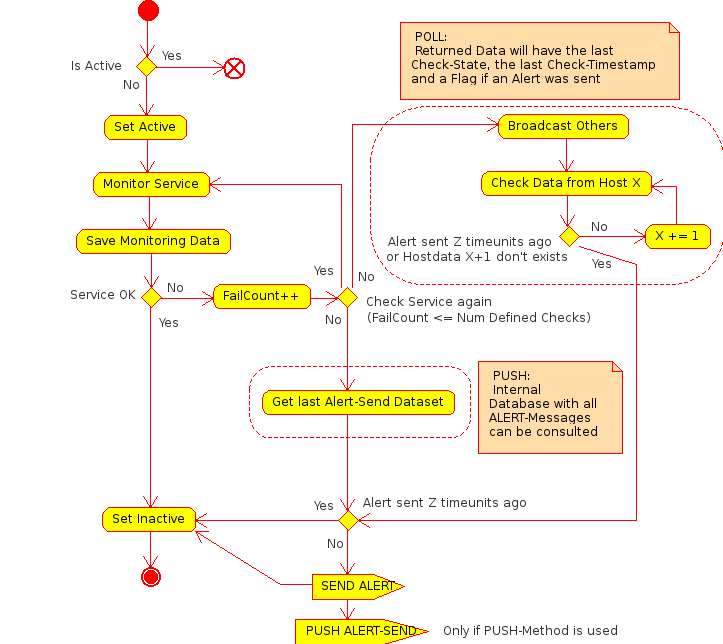 POLL:
Returned Data will have the last
Check-State, the last Check-Timestamp
and a Flag if an Alert was sent
Is Active
Yes
No
Set Active
Broadcast Others
Monitor Service
Check Data from Host X
Save Monitoring Data
Alert sent Z timeunits ago
or Hostdata X+1 don't exists
No
X += 1
Yes
Service OK
No
FailCount++
Yes
No
Check Service again
(FailCount <= Num Defined Checks)
Yes
No
Get last Alert-Send Dataset
PUSH:
Internal
Database with all
ALERT-Messages
can be consulted
Set Inactive
Yes
Alert sent Z timeunits ago
No
SEND ALERT
PUSH ALERT-SEND
Only if PUSH-Method is used